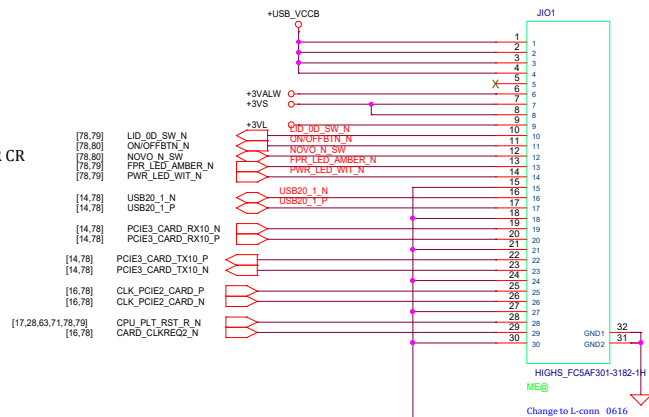 +USB_VCCB
JIO1
1 1
2 2
3 3
4 4
5 5
+3VALW 6 6
+3VS 7 7
8 8
+3VL 9 9
[78,79] LID_0D_SW_N LID_0D_SW_N 10 10
[78,80] ON/OFFBTN_N ON/OFFBTN_N 11 11
CR [78,80] NOVO_N_SW NOVO_N_SW 12 12
[78,79] FPR_LED_AMBER_N FPR_LED_AMBER_N 13 13
[78,79] PWR_LED_WIT_N PWR_LED_WIT_N 14 14
15 15
[14,78] USB20_1_N USB20_1_N 16 16
[14,78] USB20_1_P USB20_1_P 17 17
18 18
[14,78] PCIE3_CARD_RX10_N 19 19
[14,78] PCIE3_CARD_RX10_P 20 20
21 21
[14,78] PCIE3_CARD_TX10_P 22 22
[14,78] PCIE3_CARD_TX10_N 23 23
24 24
[16,78] CLK_PCIE2_CARD_P 25 25
[16,78] CLK_PCIE2_CARD_N 26 26
27 27
[17,28,63,71,78,79] CPU_PLT_RST_R_N 28 28
[16,78] CARD_CLKREQ2_N 29 29 GND1 32
30 30 GND2 31
HIGHS_FC5AF301-3182-1H
ME@
Change to L-conn 0616